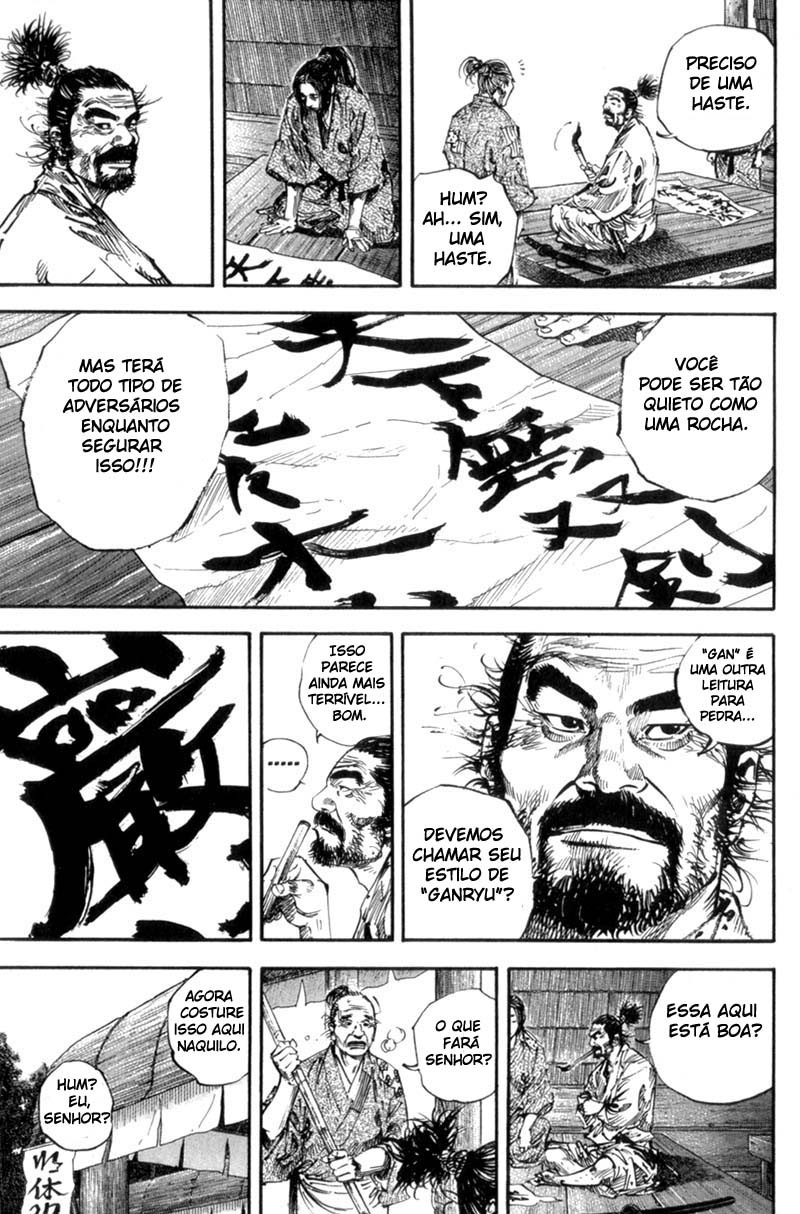 PRECISO
DE UMA
HASTE.
HUM?
AH... SIM,
UMA
HASTE.
VOCÊ
PODE SER TÃO
QUIETO COMO
UMA ROCHA.
MAS TERÁ
TODO TIPO DE
ADVERSÁRIOS
ENQUANTO
SEGURAR
ISSO!!!
"GAN" É
UMA OUTRA
LEITURA
PARA
PEDRA...
DEVEMOS
CHAMAR SEU
ESTILO DE
"GANRYU"?
ISSO
PARECE
AINDA MAIS
TERRÍVEL...
BOM.
......
巌
ESSA AQUI
ESTÁ BOA?
O QUE
FARÁ
SENHOR?
AGORA
COSTURE
ISSO AQUI
NAQUILO.
HUM?
EU,
SENHOR?